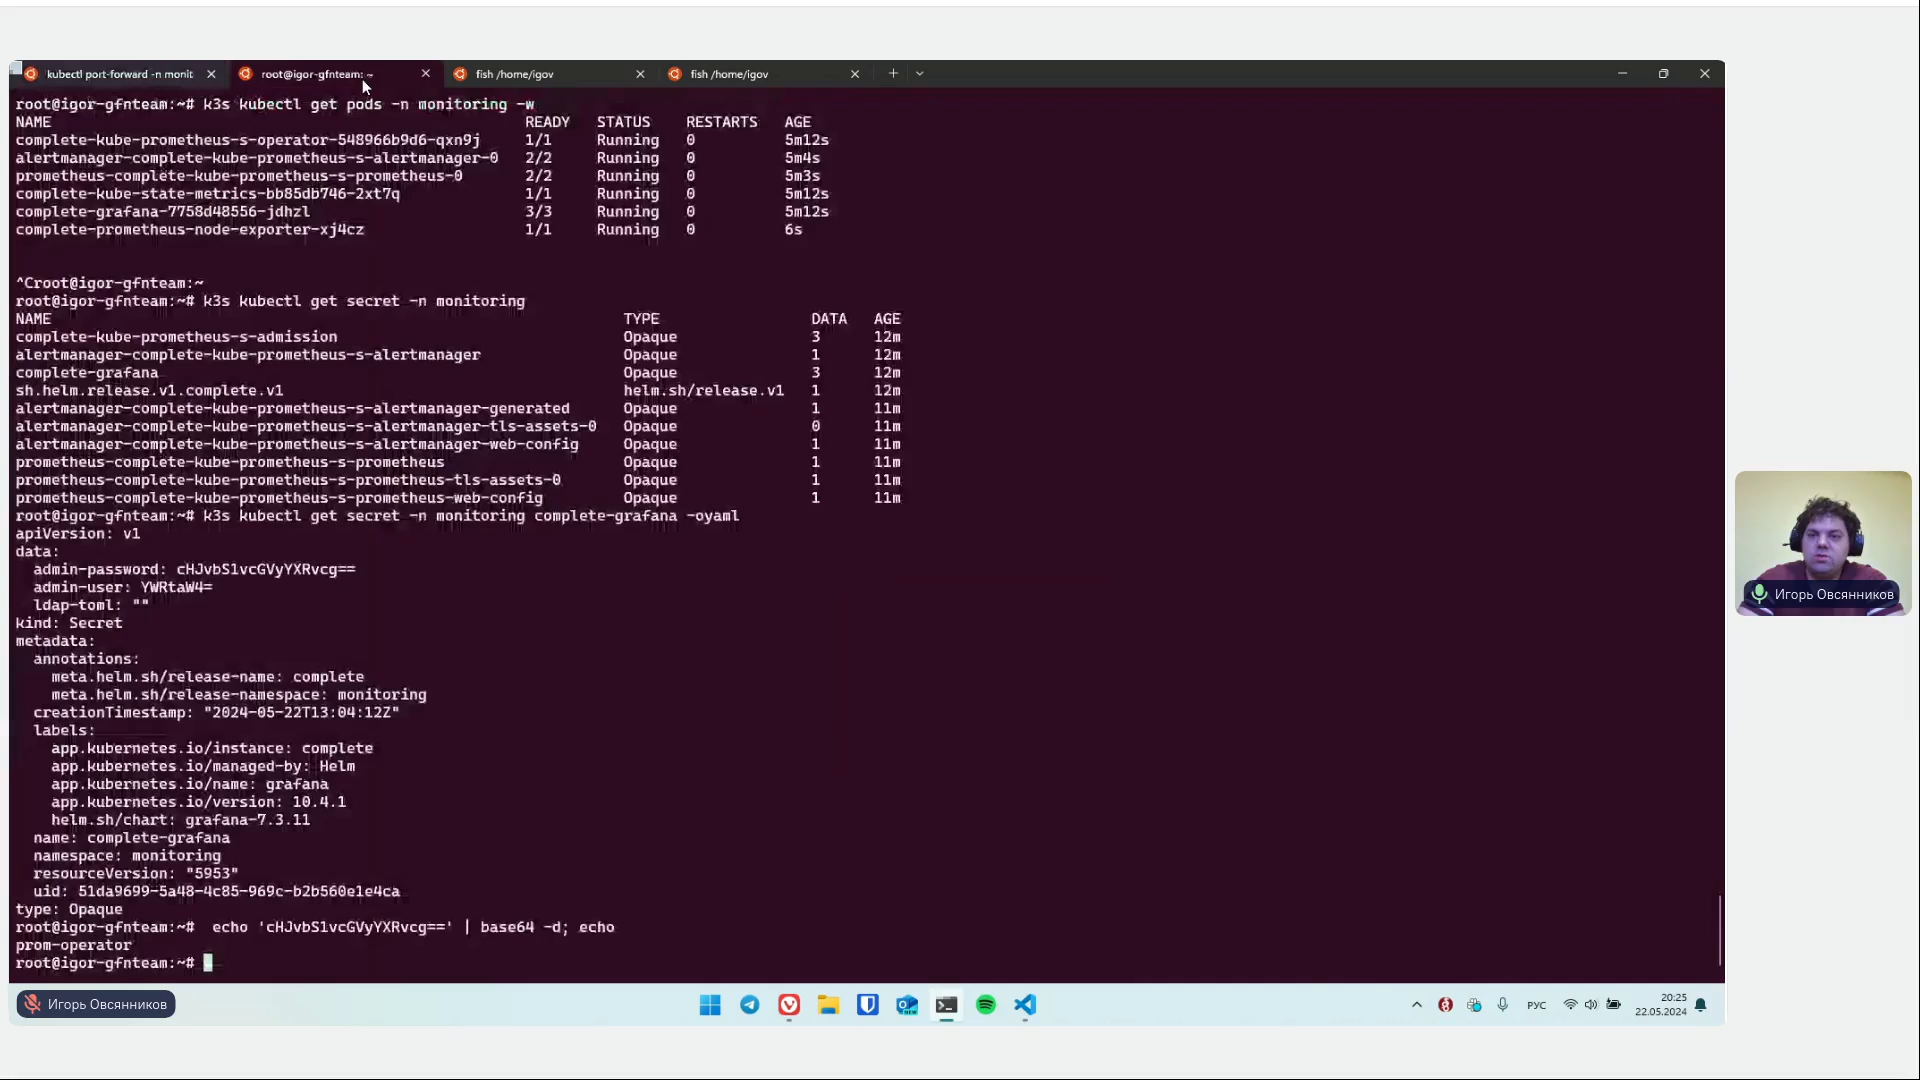 kubectl port-forward -n monit
root@igor-gfnteam: ~
fish /home/igov
fish /home/igov
root@igor-gfnteam:~# k3s kubectl get pods -n monitoring -w
NAME READY STATUS RESTARTS AGE
complete-kube-prometheus-s-operator-548966b9d6-qxn9j 1/1 Running 0 5m12s
alertmanager-complete-kube-prometheus-s-alertmanager-0 2/2 Running 0 5m4s
prometheus-complete-kube-prometheus-s-prometheus-0 2/2 Running 0 5m3s
complete-kube-state-metrics-bb85db746-2xt7q 1/1 Running 0 5m12s
complete-grafana-7758d48556-jdhzl 3/3 Running 0 5m12s
complete-prometheus-node-exporter-xj4cz 1/1 Running 0 6s
^Croot@igor-gfnteam:~
root@igor-gfnteam:~# k3s kubectl get secret -n monitoring
NAME TYPE DATA AGE
complete-kube-prometheus-s-admission Opaque 3 12m
alertmanager-complete-kube-prometheus-s-alertmanager Opaque 1 12m
complete-grafana Opaque 3 12m
sh.helm.release.v1.complete.v1 helm.sh/release.v1 1 12m
alertmanager-complete-kube-prometheus-s-alertmanager-generated Opaque 1 11m
alertmanager-complete-kube-prometheus-s-alertmanager-tls-assets-0 Opaque 0 11m
alertmanager-complete-kube-prometheus-s-alertmanager-web-config Opaque 1 11m
prometheus-complete-kube-prometheus-s-prometheus Opaque 1 11m
prometheus-complete-kube-prometheus-s-prometheus-tls-assets-0 Opaque 1 11m
prometheus-complete-kube-prometheus-s-prometheus-web-config Opaque 1 11m
root@igor-gfnteam:~# k3s kubectl get secret -n monitoring complete-grafana -oyaml
apiVersion: v1
data:
admin-password: cHJvbS1vcGVyYXRvcg==
admin-user: YWRtaW4=
ldap-toml: ""
kind: Secret
metadata:
annotations:
meta.helm.sh/release-name: complete
meta.helm.sh/release-namespace: monitoring
creationTimestamp: "2024-05-22T13:04:12Z"
labels:
app.kubernetes.io/instance: complete
app.kubernetes.io/managed-by: Helm
app.kubernetes.io/name: grafana
app.kubernetes.io/version: 10.4.1
helm.sh/chart: grafana-7.3.11
name: complete-grafana
namespace: monitoring
resourceVersion: "5953"
uid: 51da9699-5a48-4c85-969c-b2b560e1e4ca
type: Opaque
root@igor-gfnteam:~# echo 'cHJvbS1vcGVyYXRvcg==' | base64 -d; echo
prom-operator
root@igor-gfnteam:~#
Игорь Овсянников
Игорь Овсянников
РУС
20:25
22.05.2024